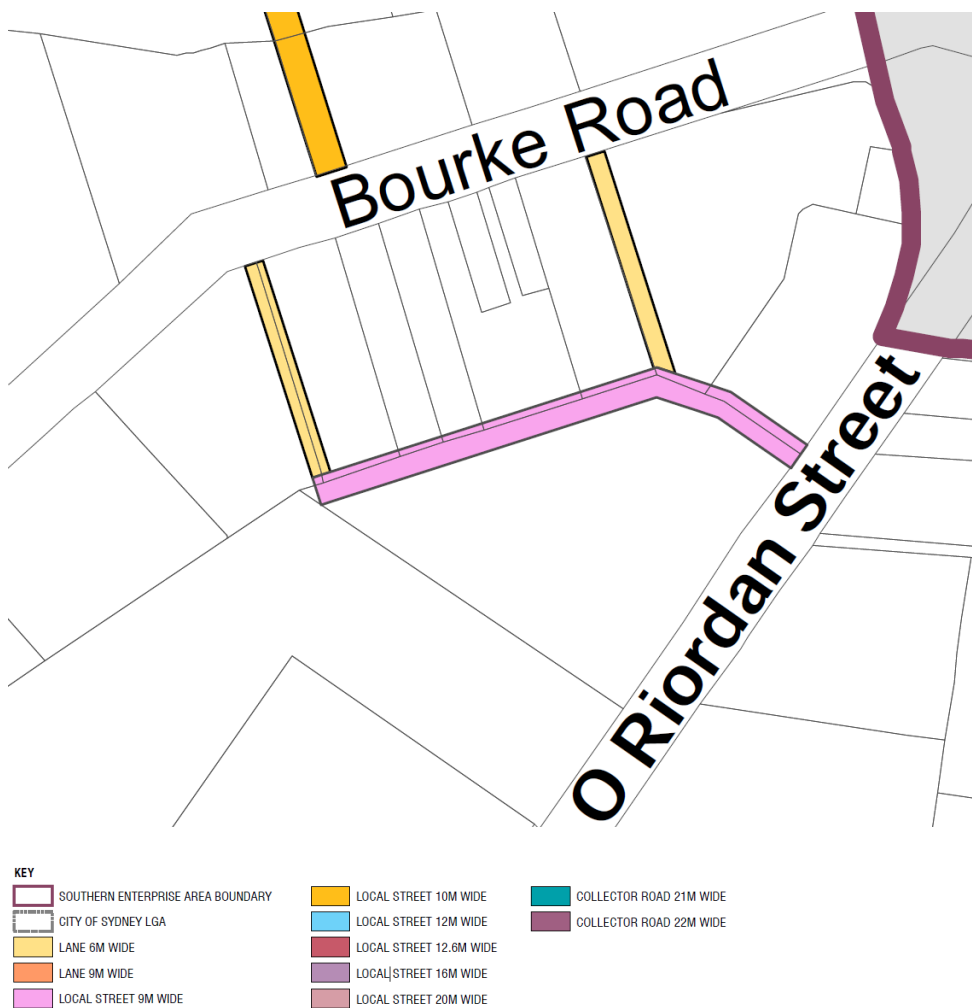 Bourke Road
O Riordan Street
KEY
SOUTHERN ENTERPRISE AREA BOUNDARY
CITY OF SYDNEY LGA
LANE 6M WIDE
LANE 9M WIDE
LOCAL STREET 9M WIDE
LOCAL STREET 10M WIDE
LOCAL STREET 12M WIDE
LOCAL STREET 12.6M WIDE
LOCAL STREET 16M WIDE
LOCAL STREET 20M WIDE
COLLECTOR ROAD 21M WIDE
COLLECTOR ROAD 22M WIDE